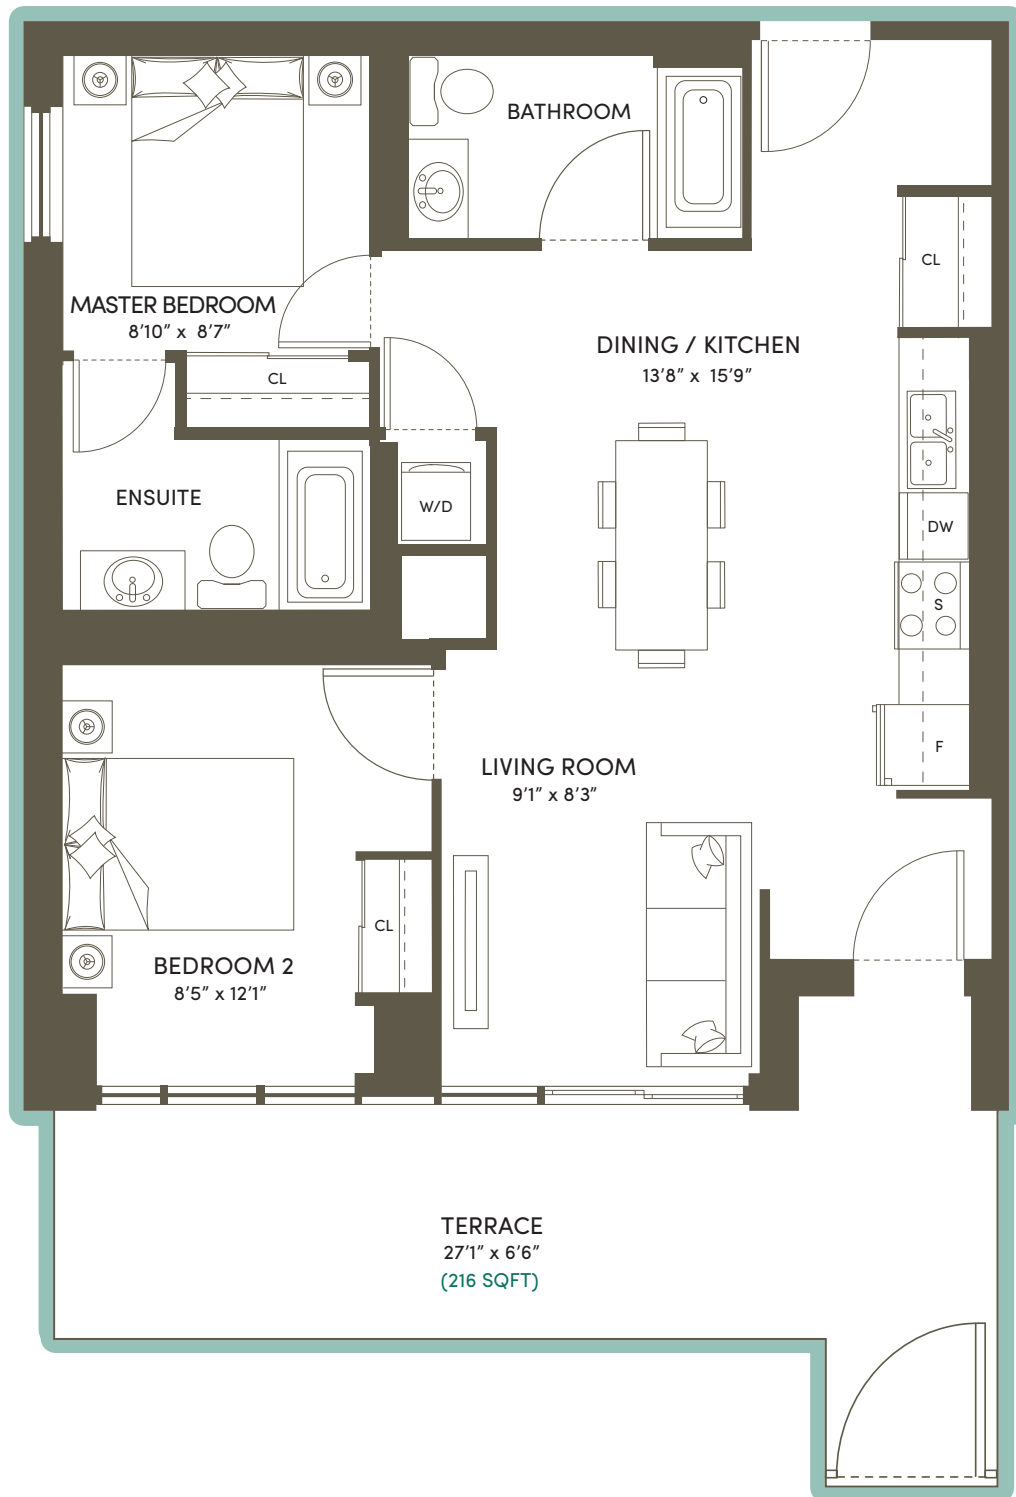 BATHROOM
CL
MASTER BEDROOM
8'10" x 8'7"
DINING / KITCHEN
13'8" x 15'9"
CL
ENSUITE
W/D
DW
S
F
LIVING ROOM
9'1" x 8'3"
CL
BEDROOM 2
8'5" x 12'1"
TERRACE
27'1" x 6'6"
(216 SQFT)